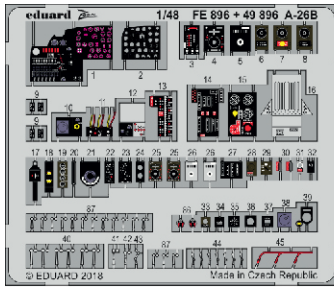 eduard 1/48 FE 896 + 49 896 A-26B
1 2 3 4 5 6 7 8
9 10 11 12 13 14 15 16
9
17 18 19 20 21 22 23 24 25 25 26 26 27 28 29 30 31 32
87 86 33 34 35 36 37 38 39
40 41 42 43 87 44 45
© EDUARD 2018 Made in Czech Republic